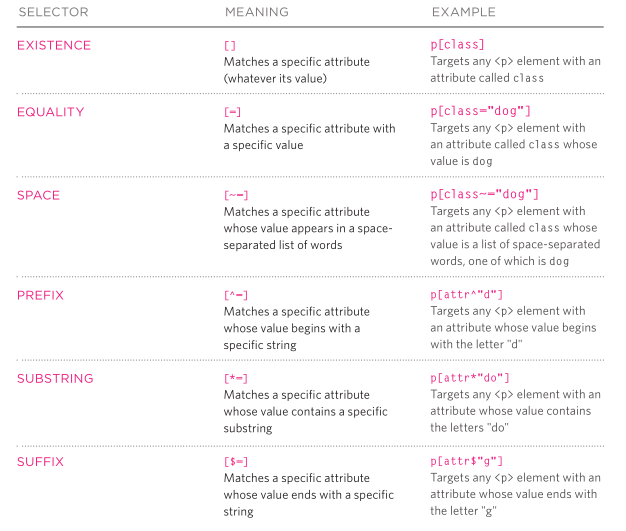 SELECTOR MEANING EXAMPLE
EXISTENCE [] p[class]
Matches a specific attribute Targets any <p> element with an
(whatever its value) attribute called class
EQUALITY [=] p[class="dog"]
Matches a specific attribute with Targets any <p> element with
a specific value an attribute called class whose
value is dog
SPACE [~=] p[class~="dog"]
Matches a specific attribute Targets any <p> element with
whose value appears in a space- an attribute called class whose
separated list of words value is a list of space-separated
words, one of which is dog
PREFIX [^=] p[attr^"d"]
Matches a specific attribute Targets any <p> element with
whose value begins with a an attribute whose value begins
specific string with the letter "d"
SUBSTRING [*=] p[attr*"do"]
Matches a specific attribute Targets any <p> element with an
whose value contains a specific attribute whose value contains
substring the letters "do"
SUFFIX [$=] p[attr$"g"]
Matches a specific attribute Targets any <p> element with an
whose value ends with a specific attribute whose value ends with
string the letter "g"